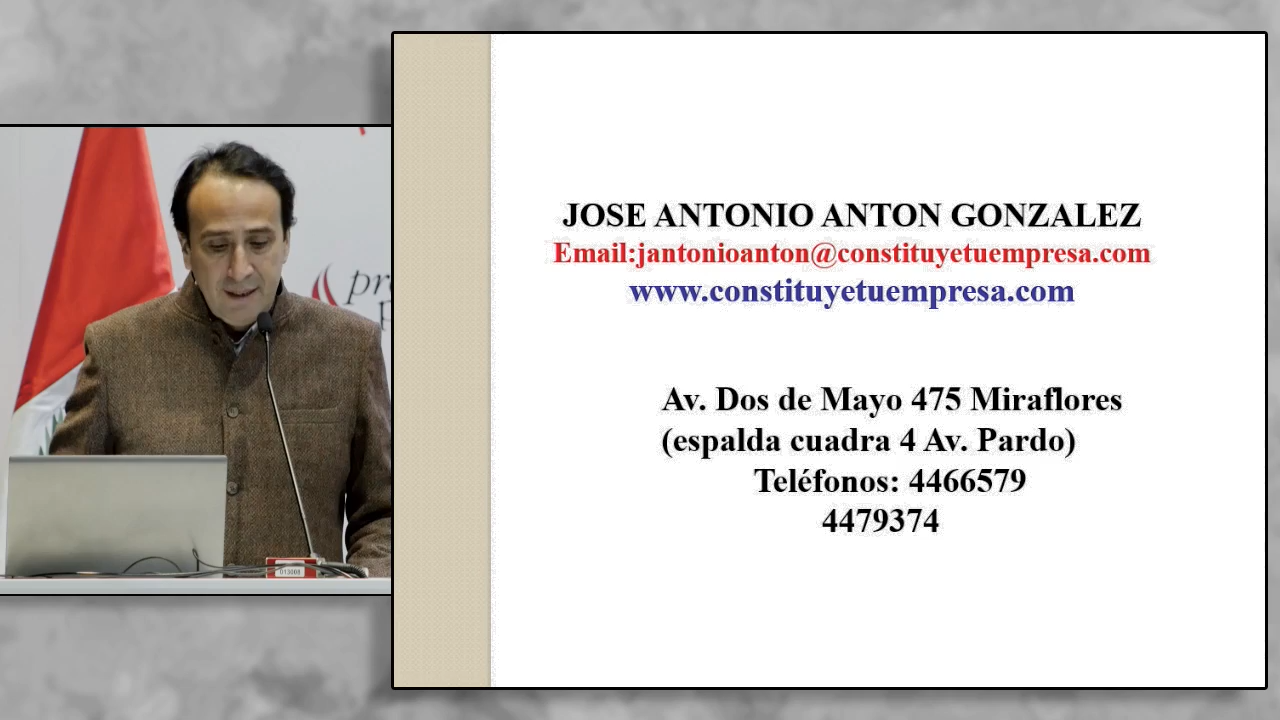 JOSE ANTONIO ANTON GONZALEZ
Email:jantonioanton@constituyetuempresa.com
www.constituyetuempresa.com
Av. Dos de Mayo 475 Miraflores
(espalda cuadra 4 Av. Pardo)
Teléfonos: 4466579
4479374